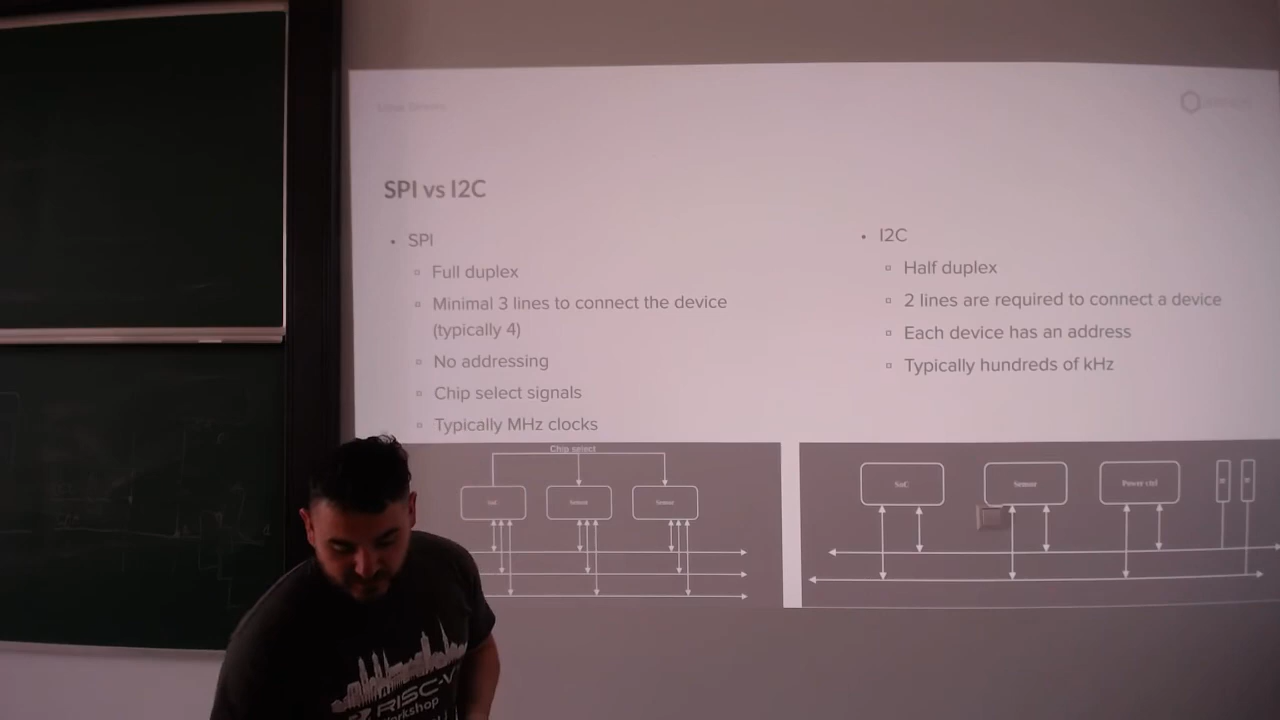 SPI vs I2C
• SPI
▫ Full duplex
▫ Minimal 3 lines to connect the device
(typically 4)
▫ No addressing
▫ Chip select signals
▫ Typically MHz clocks
• I2C
▫ Half duplex
▫ 2 lines are required to connect a device
▫ Each device has an address
▫ Typically hundreds of kHz
Chip select
SoC
Sensor
Sensor
SoC
Sensor
Power ctrl
RISC-V
Workshop